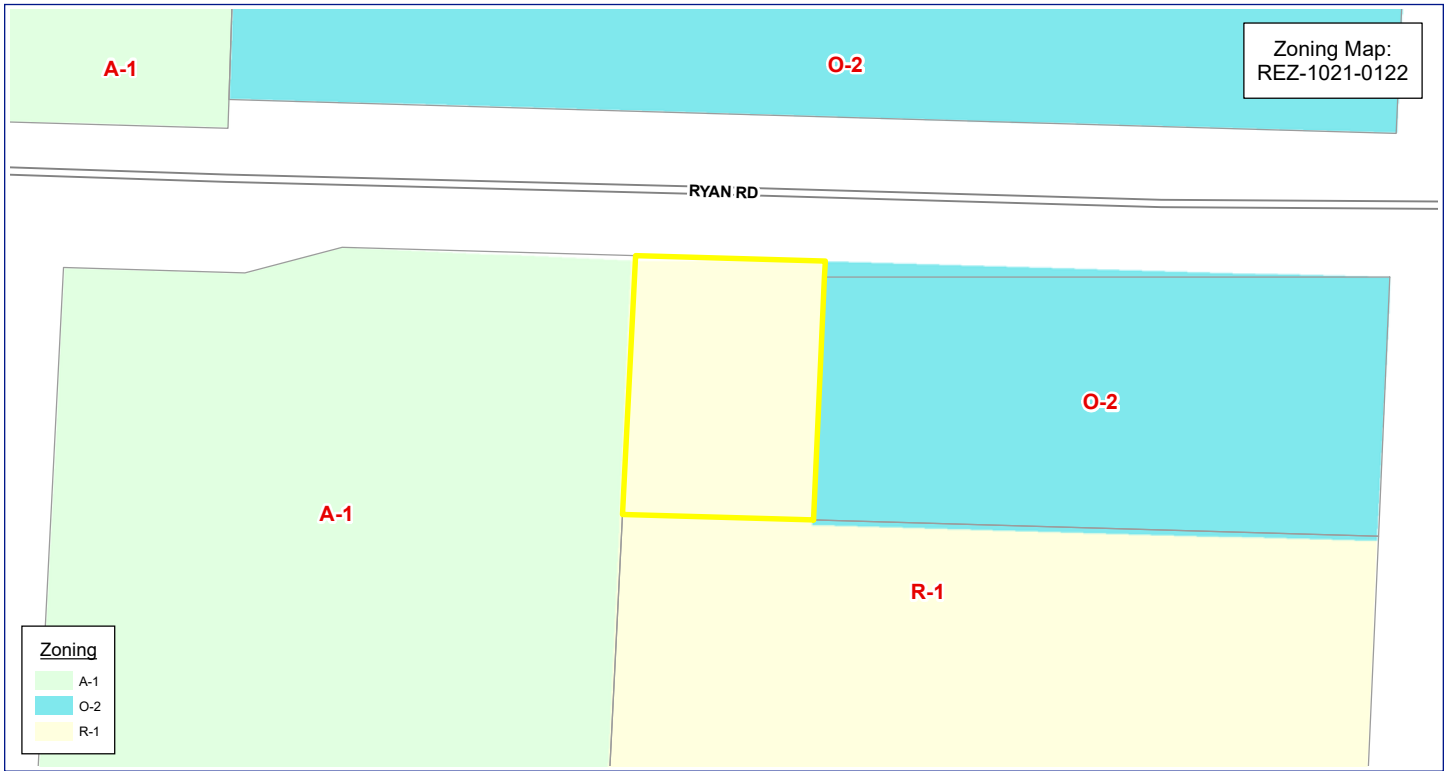 A-1
O-2
Zoning Map:
REZ-1021-0122
RYAN RD
O-2
A-1
R-1
Zoning
A-1
O-2
R-1